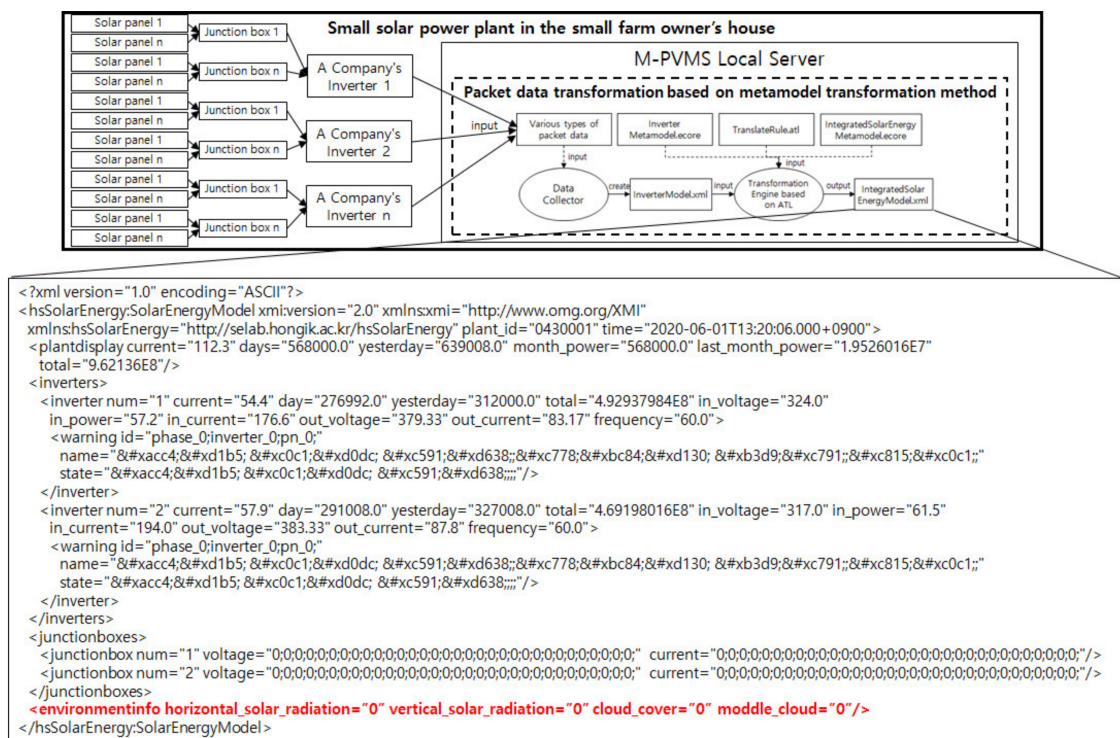 Small solar power plant in the small farm owner's house
Solar panel 1
Solar panel n
Solar panel 1
Solar panel n
Solar panel 1
Solar panel n
Solar panel 1
Solar panel n
Solar panel 1
Solar panel n
Solar panel 1
Solar panel n
Junction box 1
Junction box n
Junction box 1
Junction box n
Junction box 1
Junction box n
A Company's
Inverter 1
A Company's
Inverter 2
A Company's
Inverter n
input
M-PVMS Local Server
Packet data transformation based on metamodel transformation method
Various types of
packet data
Inverter
Metamodel.ecore
TranslateRule.atl
IntegratedSolarEnergy
Metamodel.ecore
input
input
Data
Collector
create
InverterModel.xml
input
Transformation
Engine based
on ATL
output
IntegratedSolar
EnergyModel.xml
<?xml version="1.0" encoding="ASCII"?>
<hsSolarEnergy:SolarEnergyModel xmi:version="2.0" xmlns:xmi="http://www.omg.org/XMI"
xmlns:hsSolarEnergy="http://selab.hongik.ac.kr/hsSolarEnergy" plant_id="0430001" time="2020-06-01T13:20:06.000+0900">
<plantdisplay current="112.3" days="568000.0" yesterday="639008.0" month_power="568000.0" last_month_power="1.9526016E7"
total="9.62136E8"/>
<inverters>
<inverter num="1" current="54.4" day="276992.0" yesterday="312000.0" total="4.92937984E8" in_voltage="324.0"
in_power="57.2" in_current="176.6" out_voltage="379.33" out_current="83.17" frequency="60.0">
<warning id="phase_0;inverter_0;pn_0;"
name="&#xacc4;&#xd1b5; &#xc0c1;&#xd0dc; &#xc591;&#xd638;;&#xc778;&#xbc84;&#xd130; &#xb3d9;&#xc791;;&#xc815;&#xc0c1;;"
state="&#xacc4;&#xd1b5; &#xc0c1;&#xd0dc; &#xc591;&#xd638;;;;"/>
</inverter>
<inverter num="2" current="57.9" day="291008.0" yesterday="327008.0" total="4.69198016E8" in_voltage="317.0" in_power="61.5"
in_current="194.0" out_voltage="383.33" out_current="87.8" frequency="60.0">
<warning id="phase_0;inverter_0;pn_0;"
name="&#xacc4;&#xd1b5; &#xc0c1;&#xd0dc; &#xc591;&#xd638;;&#xc778;&#xbc84;&#xd130; &#xb3d9;&#xc791;;&#xc815;&#xc0c1;;"
state="&#xacc4;&#xd1b5; &#xc0c1;&#xd0dc; &#xc591;&#xd638;;;;"/>
</inverter>
</inverters>
<junctionboxes>
<junctionbox num="1" voltage="0;0;0;0;0;0;0;0;0;0;0;0;0;0;0;0;0;0;0;0;0;0;0;0;0;0;0;0;0;0;0;0;" current="0;0;0;0;0;0;0;0;0;0;0;0;0;0;0;0;0;0;0;0;0;0;0;0;0;0;0;0;0;0;0;0;"/>
<junctionbox num="2" voltage="0;0;0;0;0;0;0;0;0;0;0;0;0;0;0;0;0;0;0;0;0;0;0;0;0;0;0;0;0;0;0;0;" current="0;0;0;0;0;0;0;0;0;0;0;0;0;0;0;0;0;0;0;0;0;0;0;0;0;0;0;0;0;0;0;0;"/>
</junctionboxes>
<environmentinfo horizontal_solar_radiation="0" vertical_solar_radiation="0" cloud_cover="0" moddle_cloud="0"/>
</hsSolarEnergy:SolarEnergyModel>